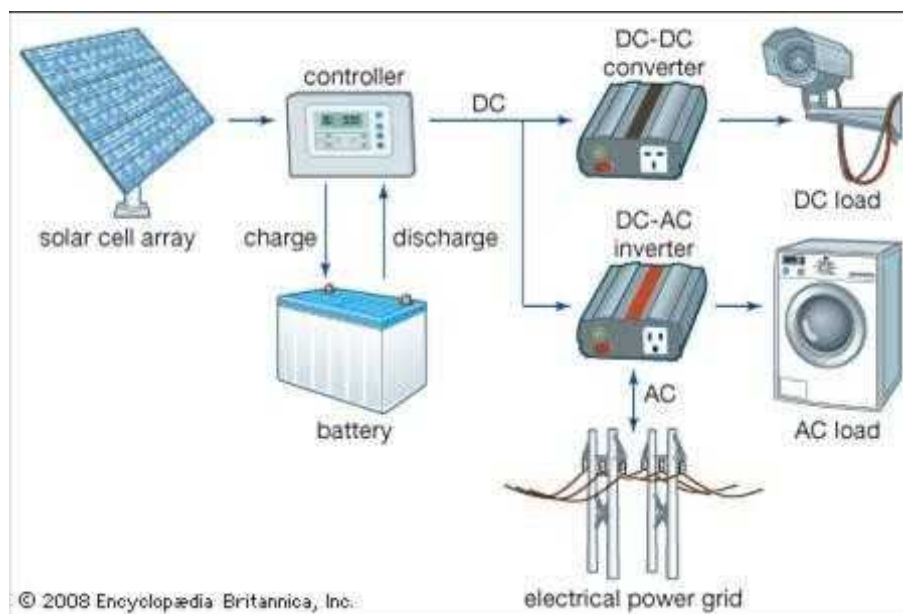 DC-DC
converter
controller
DC
DC load
solar cell array
charge
discharge
DC-AC
inverter
battery
AC
AC load
electrical power grid
© 2008 Encyclopædia Britannica, Inc.